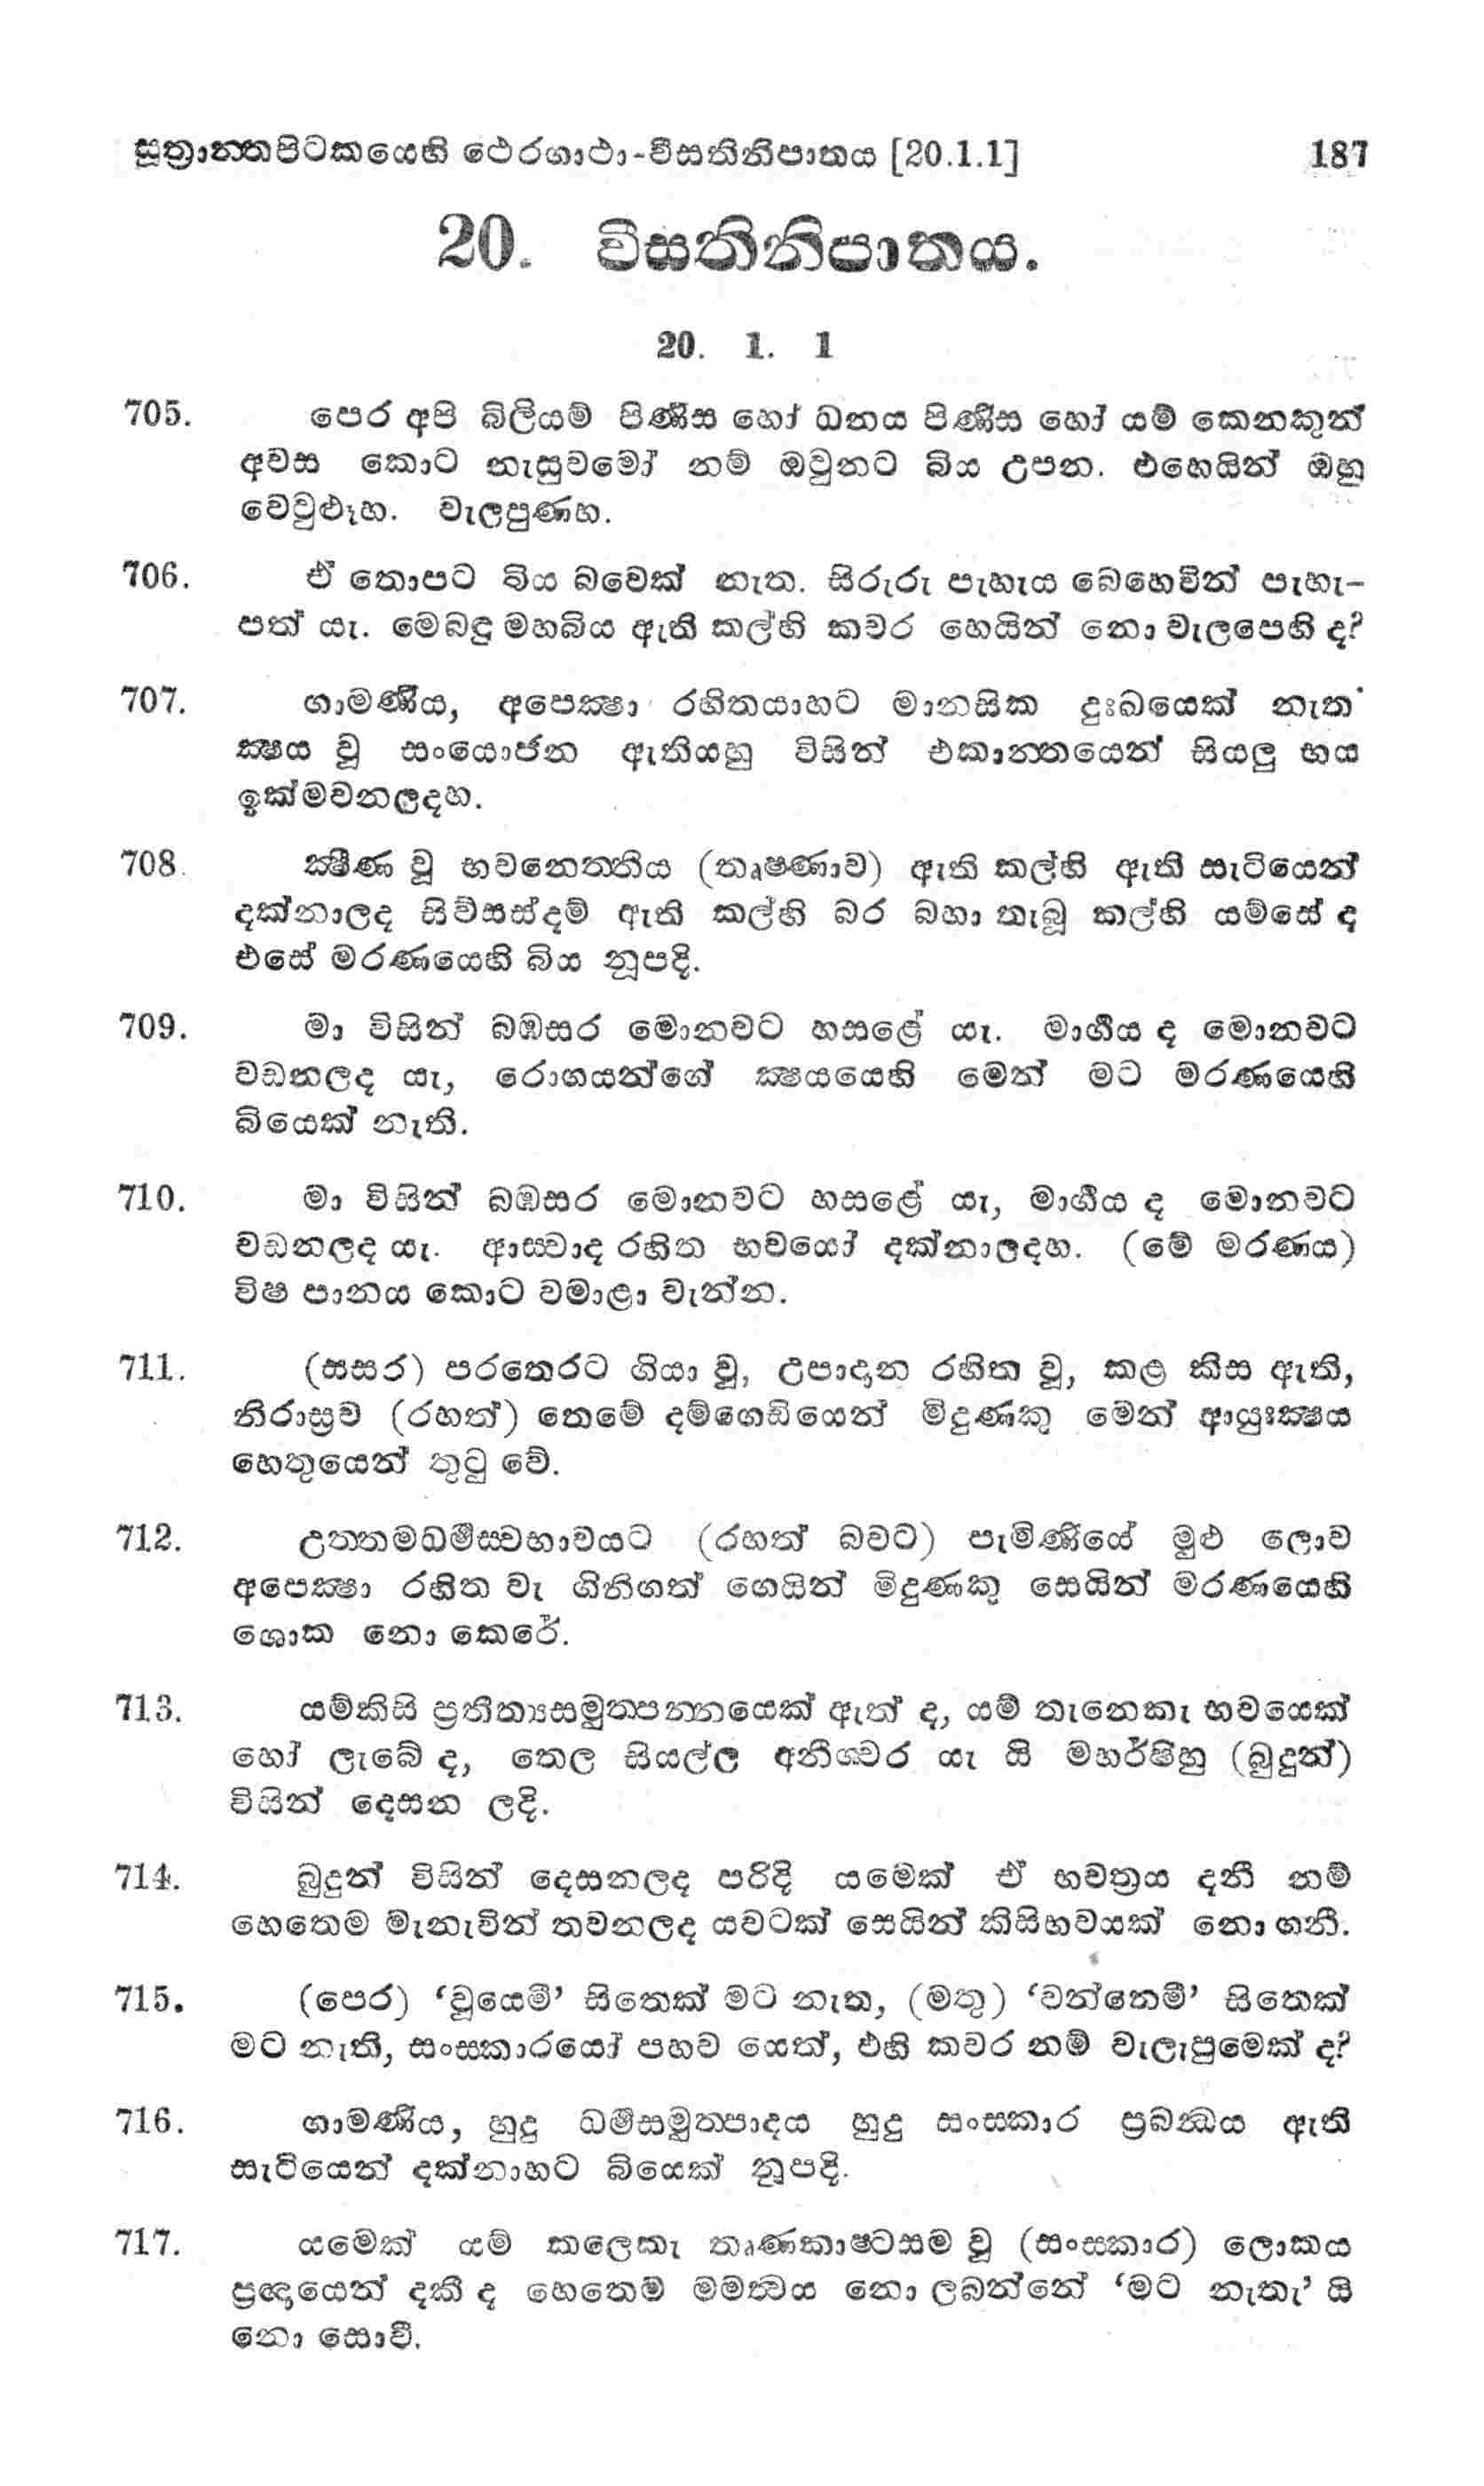 සූත්‍රාන්තපිටකයෙහි ථෙරගාථා-වීසතිනිපාතය [20.1.1] 187
20. වීසතිනිපාතය.
20. 1. 1
705. පෙර අපි බිලියම් පිණිස හෝ ධනය පිණිස හෝ යම් කෙනකුන්
අවස කොට නැසුවමෝ නම් ඔවුනට බිය උපන. එහෙයින් ඔහු
වෙවුළූහ. වැලපුණහ.
706. ඒ තොපට බිය බවෙක් නැත. සිරුරු පැහැය බෙහෙවින් පැහැ-
පත් යැ. මෙබඳු මහබිය ඇති කල්හි කවර හෙයින් නො වැලපෙහි ද?
707. ගාමණිය, අපෙක්‍ෂා රහිතයාහට මානසික දුඃඛයෙක් නැත
ක්‍ෂය වූ සංයොජන ඇතියහු විසින් එකාන්තයෙන් සියලු භය
ඉක්මවනලදහ.
708. ක්‍ෂීණ වූ භවනෙත්තිය (තෘෂ්ණාව) ඇති කල්හි ඇති සැටියෙන්
දක්නාලද සිව්සස්දම් ඇති කල්හි බර බහා තැබූ කල්හි යම්සේ ද
එසේ මරණයෙහි බිය නූපදි.
709. මා විසින් බඹසර මොනවට හසළේ යැ. මාර්‍ගය ද මොනවට
වඩනලද යැ, රොගයන්ගේ ක්‍ෂයයෙහි මෙන් මට මරණයෙහි
බියෙක් නැති.
710. මා විසින් බඹසර මොනවට හසළේ යැ, මාර්‍ගය ද මොනවට
වඩනලද යැ. ආස්වාද රහිත භවයෝ දක්නාලදහ. (මේ මරණය)
විෂ පානය කොට වමාළා වැන්න.
711. (සසර) පරතෙරට ගියා වූ, උපාදාන රහිත වූ, කළ කිස ඇති,
නිරාස්‍රව (රහත්) තෙමේ දම්ගෙඩියෙන් මිදුණකු මෙන් ආයුඃක්‍ෂය
හෙතුයෙන් තුටු වේ.
712. උත්තමධර්‍මස්වභාවයට (රහත් බවට) පැමිණියේ මුළු ලොව
අපෙක්‍ෂා රහිත වැ ගිනිගත් ගෙයින් මිදුණකු සෙයින් මරණයෙහි
ශොක නො කෙරේ.
713. යම්කිසි ප්‍රතීත්‍යසමුත්පන්නයෙක් ඇත් ද, යම් තැනෙකැ භවයෙක්
හෝ ලැබේ ද, තෙල සියල්ල අනීශ්වර යැ යි මහර්ෂිහු (බුදුන්)
විසින් දෙසන ලදි.
714. බුදුන් විසින් දෙසනලද පරිදි යමෙක් ඒ භවත්‍රය දනී නම්
හෙතෙම මැනැවින් තවනලද යවටක් සෙයින් කිසිභවයක් නො ගනී.
715. (පෙර) ‘වූයෙමි’ සිතෙක් මට නැත, (මතු) ‘වන්නෙමි’ සිතෙක්
මට නැති, සංස්කාරයෝ පහව යෙත්, එහි කවර නම් වැලැපුමෙක් ද?
716. ගාමණිය, හුදු ධර්‍මසමුත්පාදය හුදු සංස්කාර ප්‍රබන්‍ධය ඇති
සැටියෙන් දක්නාහට බියෙක් නූපදි.
717. යමෙක් යම් කලෙකැ තෘණකාෂ්ටසම වූ (සංස්කාර) ලොකය
ප්‍රඥායෙන් දකී ද හෙතෙම මමත්‍වය නො ලබන්නේ ‘මට නැතැ’ යි
නො සොවී.